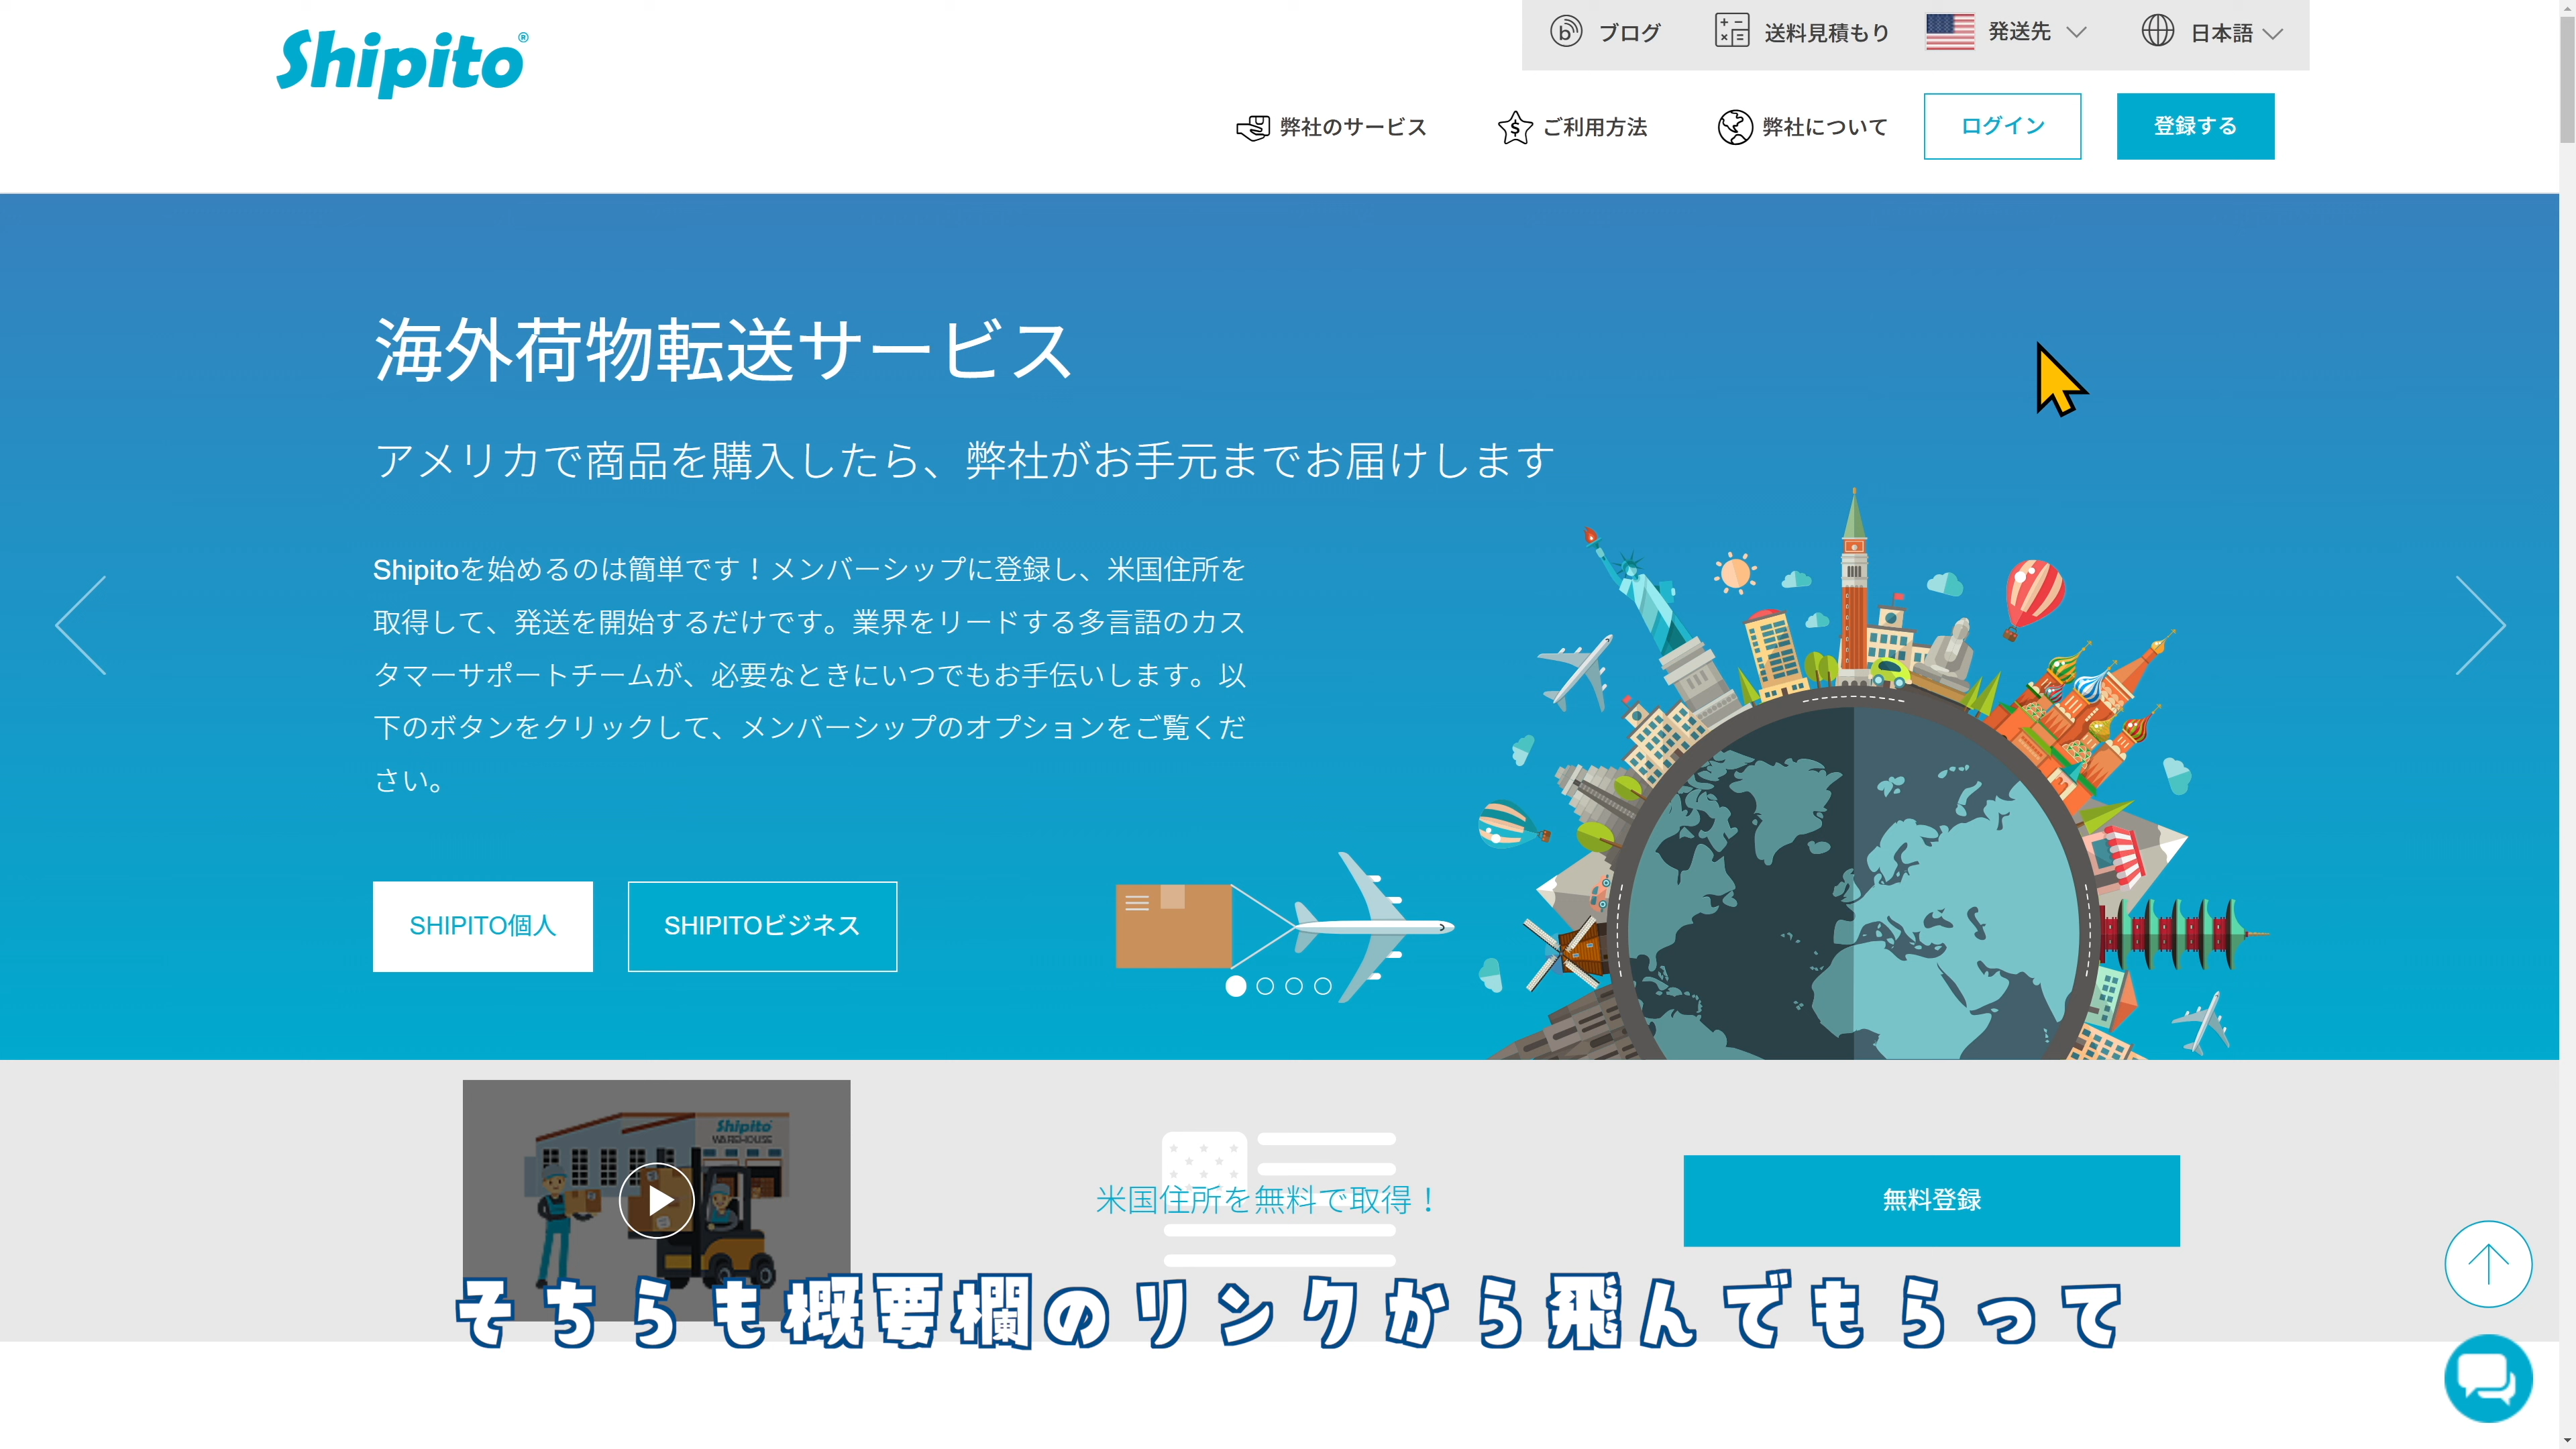 Shipito®
ブログ
送料見積もり
発送先
日本語
弊社のサービス
ご利用方法
弊社について
ログイン
登録する
海外荷物転送サービス
アメリカで商品を購入したら、弊社がお手元までお届けします
Shipitoを始めるのは簡単です！メンバーシップに登録し、米国住所を
取得して、発送を開始するだけです。業界をリードする多言語のカス
タマーサポートチームが、必要なときにいつでもお手伝いします。以
下のボタンをクリックして、メンバーシップのオプションをご覧くだ
さい。
SHIPITO個人
SHIPITOビジネス
Shipito
WAREHOUSE
米国住所を無料で取得！
無料登録
そちらも概要欄のリンクから飛んでもらって